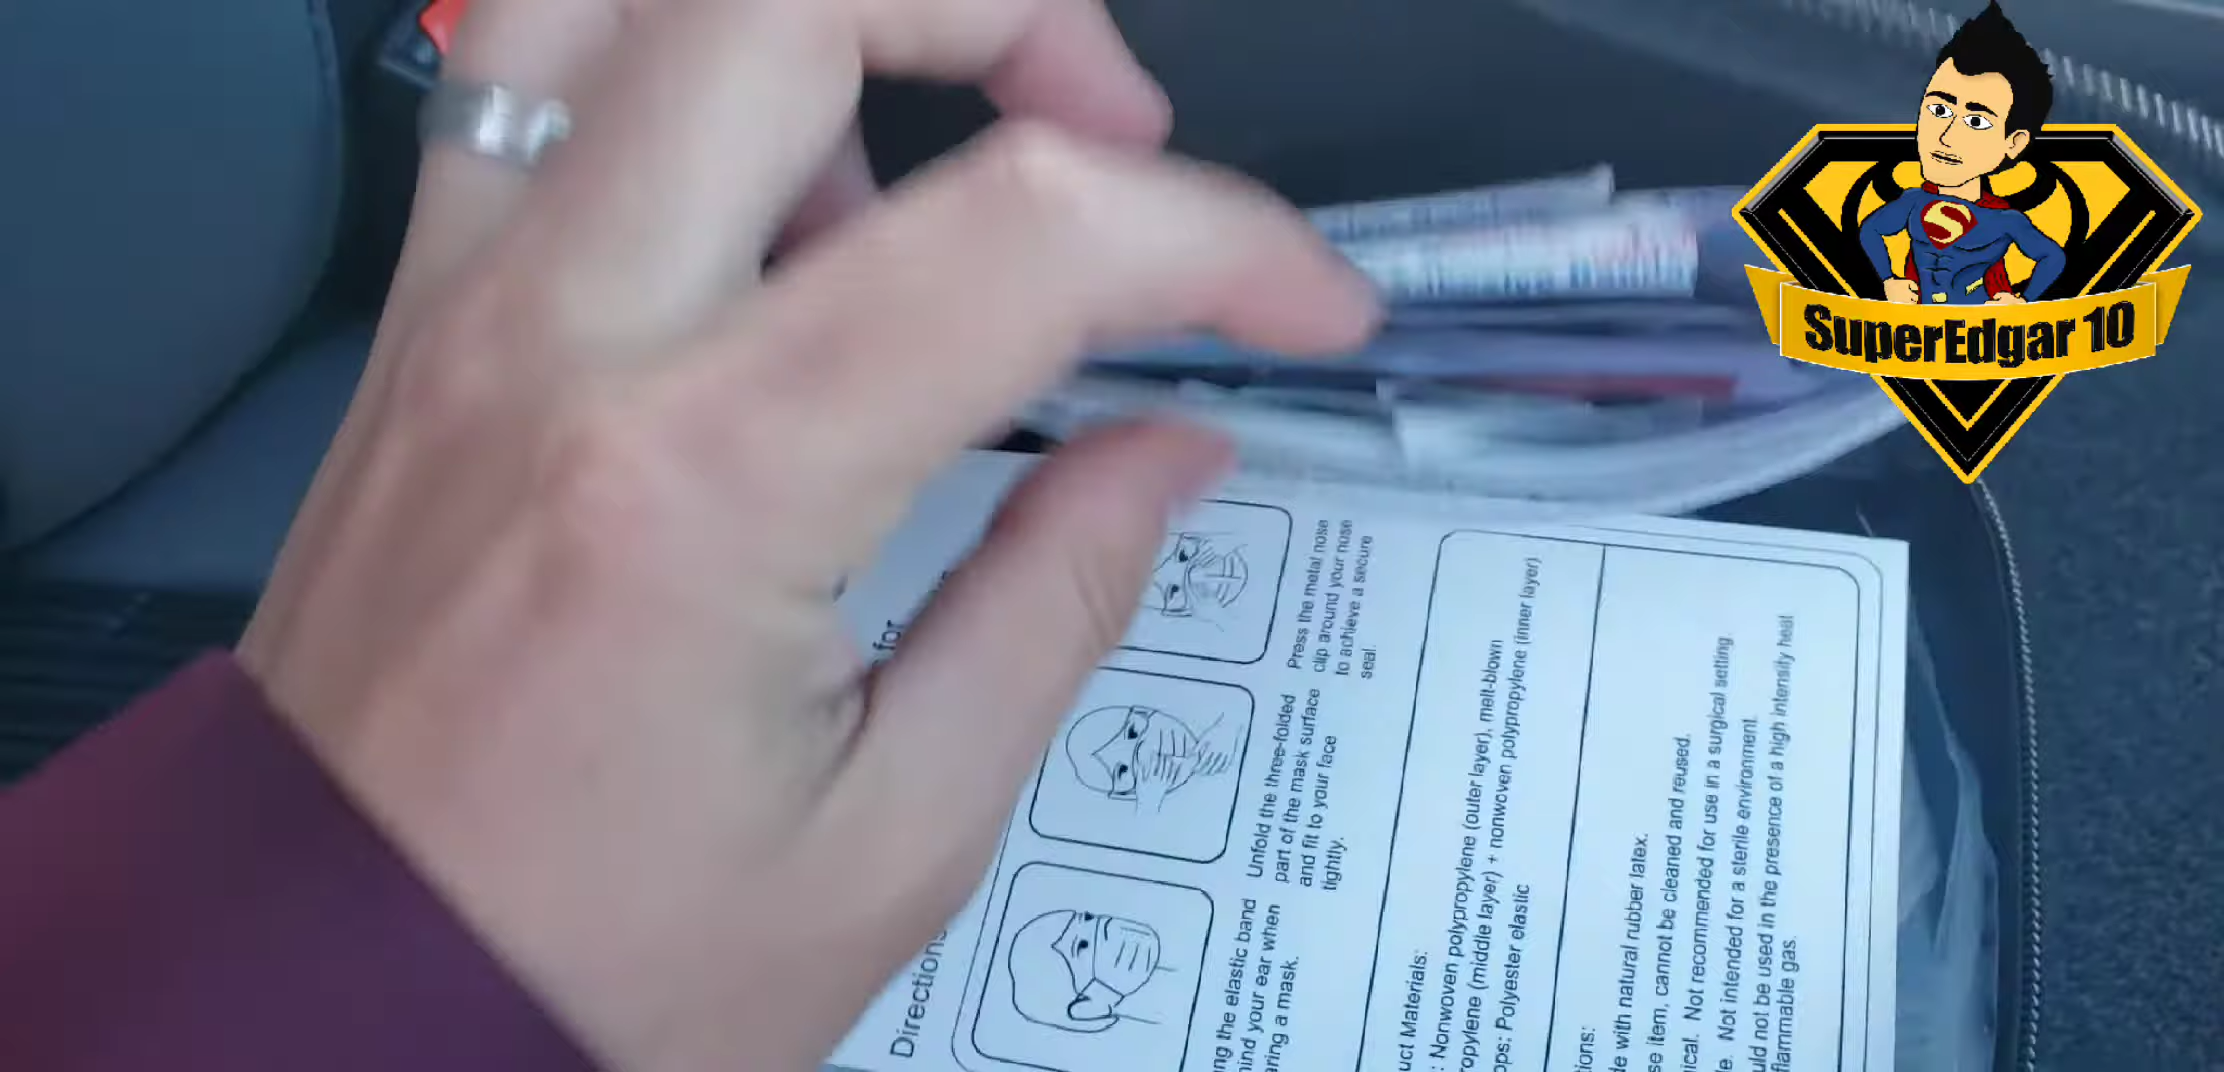 SuperEdgar 10
S
Directions
for
ng the elastic band
ind your ear when
aring a mask.
Unfold the three-folded
part of the mask surface
and fit to your face
tightly.
Press the metal nose
clip around your nose
to achieve a secure
seal.
uct Materials:
: Nonwoven polypropylene (outer layer), melt-blown
ropylene (middle layer) + nonwoven polypropylene (inner layer)
ops: Polyester elastic
tions:
de with natural rubber latex.
se item, cannot be cleaned and reused.
ical. Not recommended for use in a surgical setting
e. Not intended for a sterile environment.
uld not be used in the presence of a high intensity heat
flammable gas.